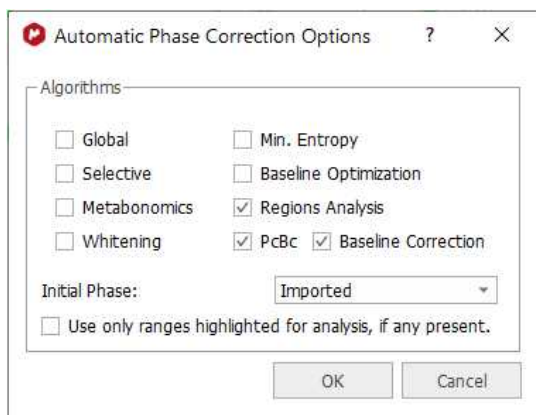 Automatic Phase Correction Options ?
Algorithms
Global Min. Entropy
Selective Baseline Optimization
Metabonomics Regions Analysis
Whitening PcBc Baseline Correction
Initial Phase: Imported
Use only ranges highlighted for analysis, if any present.
OK Cancel